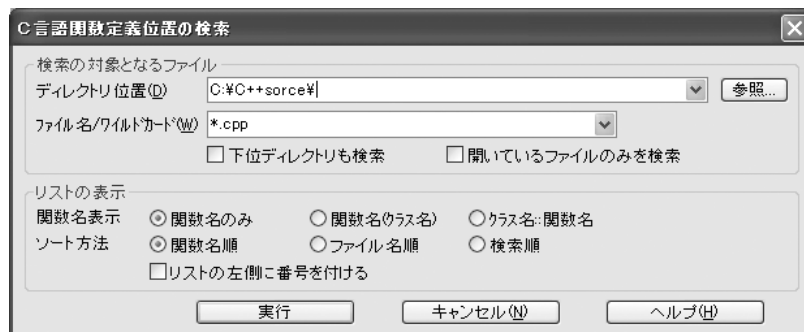 C言語関数定義位置の検索
検索の対象となるファイル
ディレクトリ位置(D) C:¥C++sorce¥ 参照...
ファイル名/ワイルドカード(W) *.cpp
下位ディレクトリも検索 開いているファイルのみを検索
リストの表示
関数名表示 関数名のみ 関数名(クラス名) クラス名::関数名
ソート方法 関数名順 ファイル名順 検索順
リストの左側に番号を付ける
実行 キャンセル(N) ヘルプ(H)